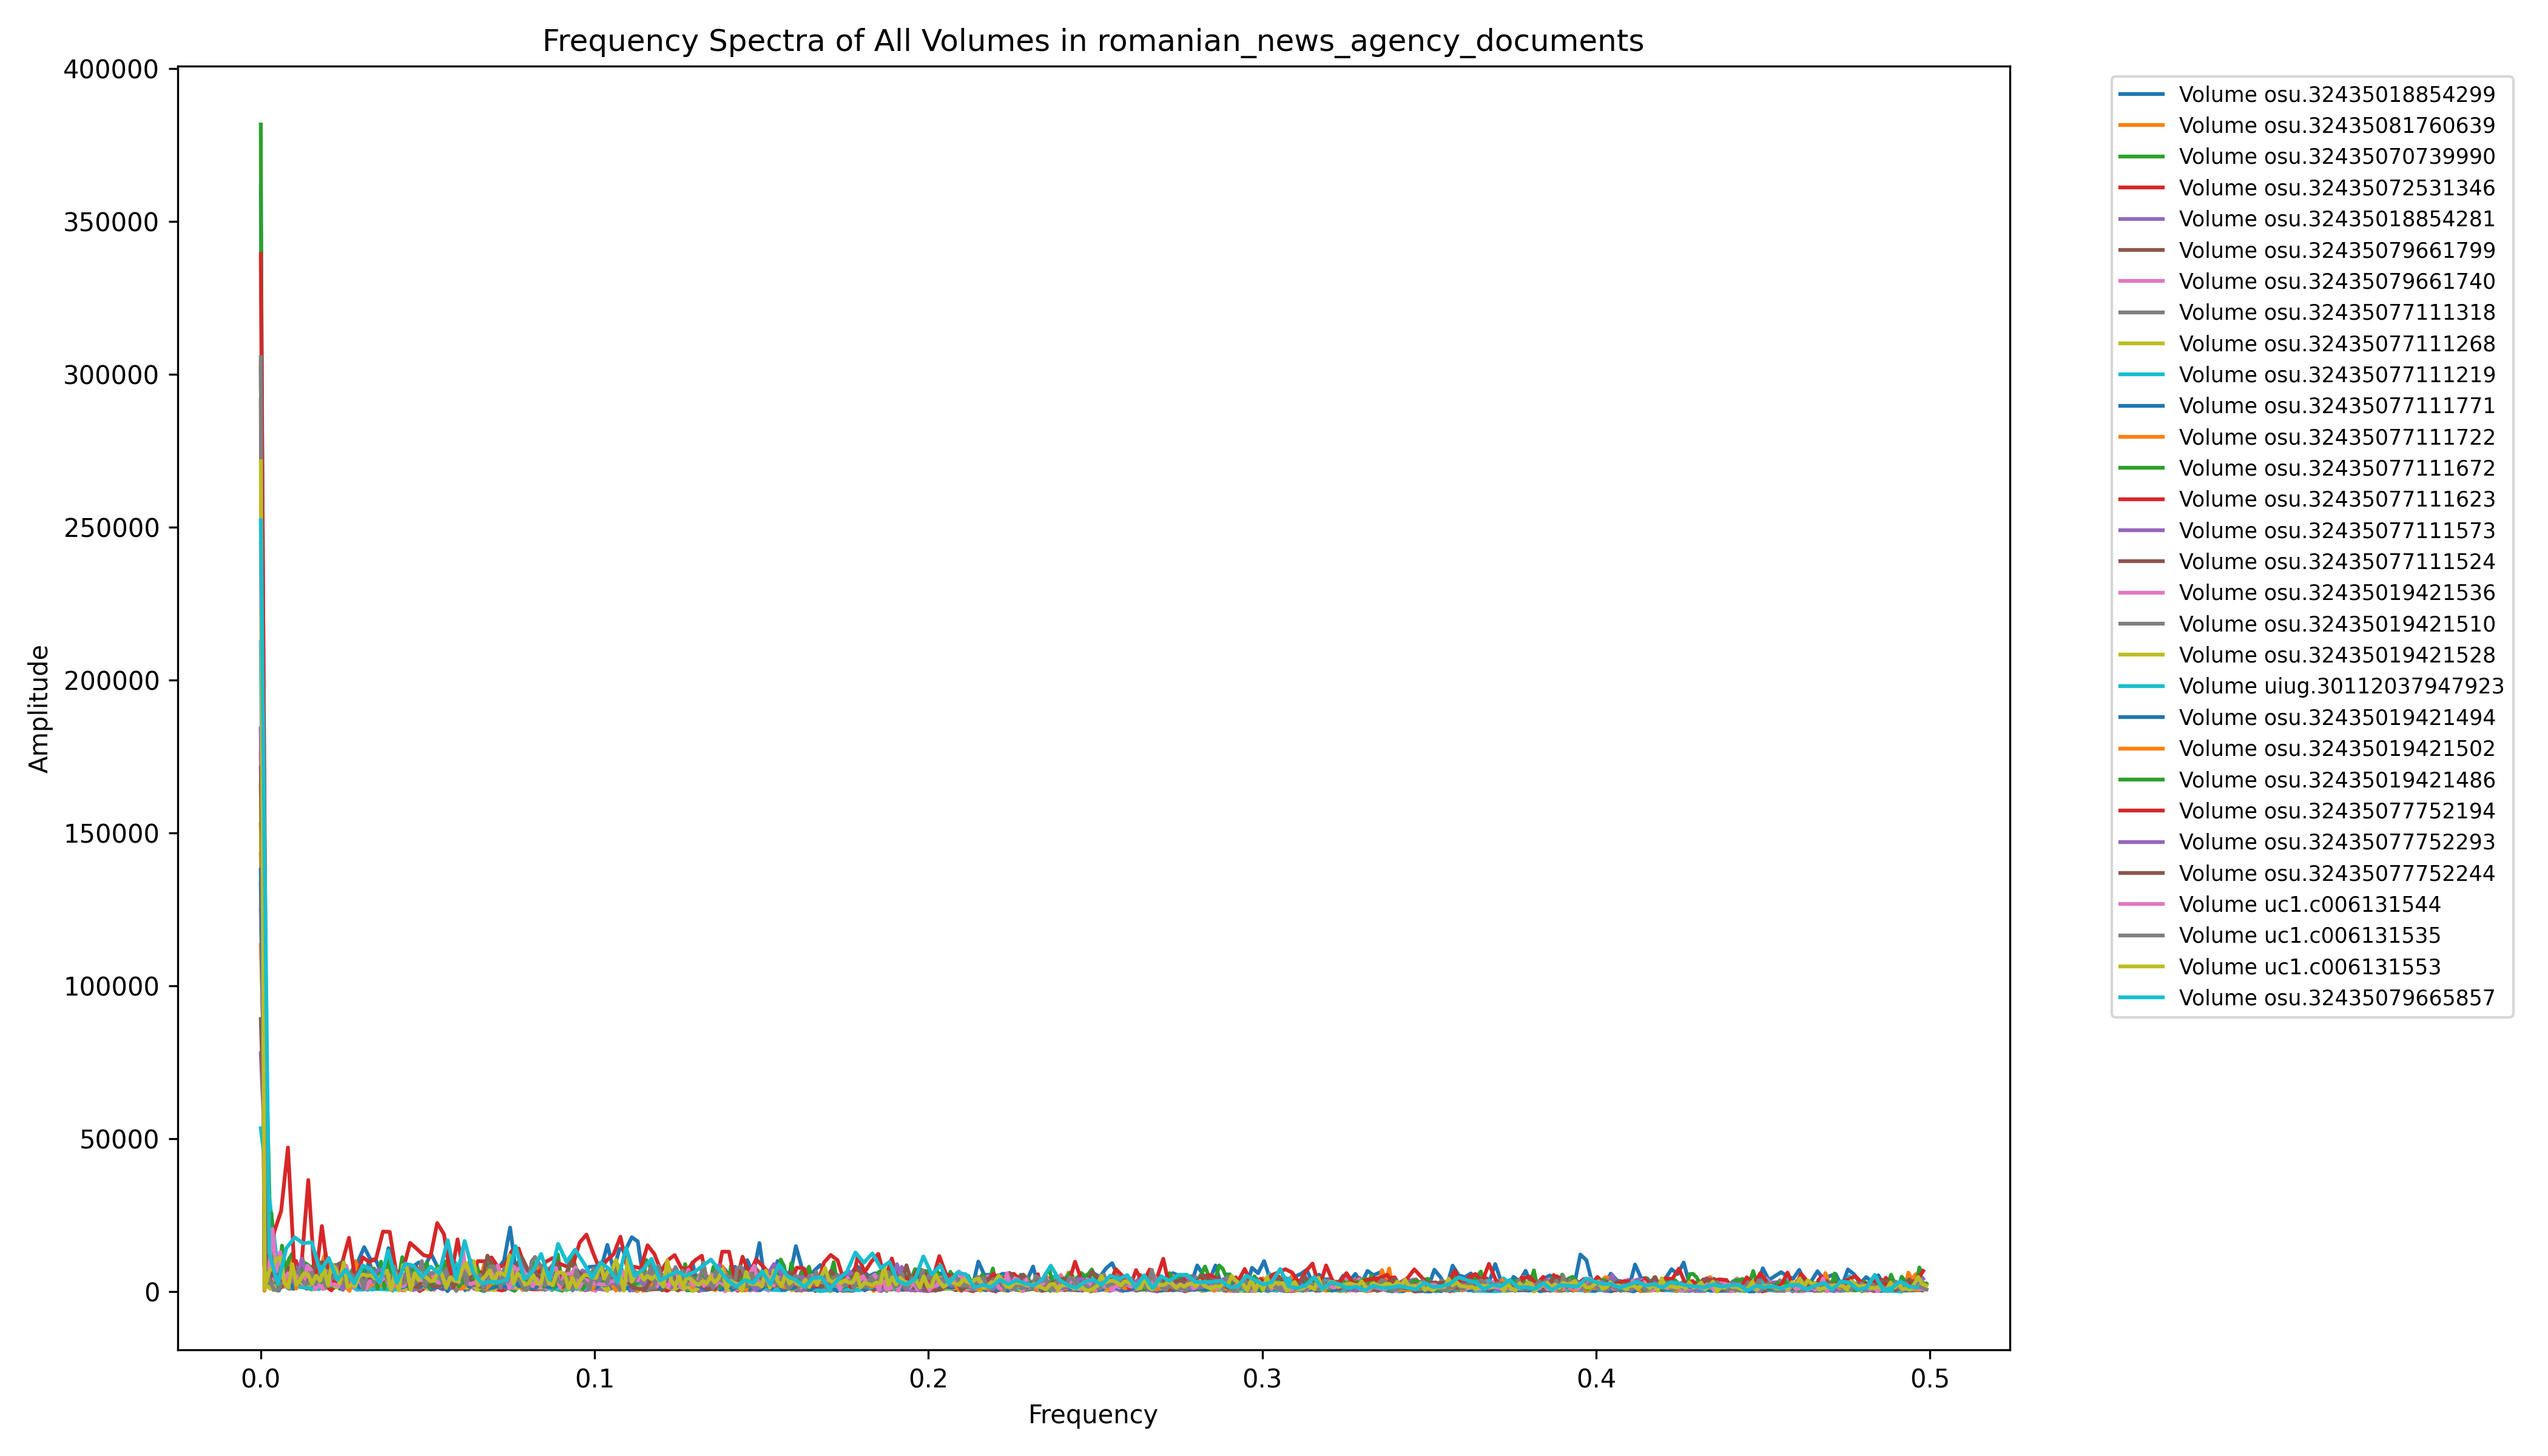 Frequency Spectra of All Volumes in romanian_news_agency_documents
400000
350000
300000
250000
200000
150000
100000
50000
0
Amplitude
0.0 0.1 0.2 0.3 0.4 0.5
Frequency
Volume osu.32435018854299
Volume osu.32435081760639
Volume osu.32435070739990
Volume osu.32435072531346
Volume osu.32435018854281
Volume osu.32435079661799
Volume osu.32435079661740
Volume osu.32435077111318
Volume osu.32435077111268
Volume osu.32435077111219
Volume osu.32435077111771
Volume osu.32435077111722
Volume osu.32435077111672
Volume osu.32435077111623
Volume osu.32435077111573
Volume osu.32435077111524
Volume osu.32435019421536
Volume osu.32435019421510
Volume osu.32435019421528
Volume uiug.30112037947923
Volume osu.32435019421494
Volume osu.32435019421502
Volume osu.32435019421486
Volume osu.32435077752194
Volume osu.32435077752293
Volume osu.32435077752244
Volume uc1.c006131544
Volume uc1.c006131535
Volume uc1.c006131553
Volume osu.32435079665857